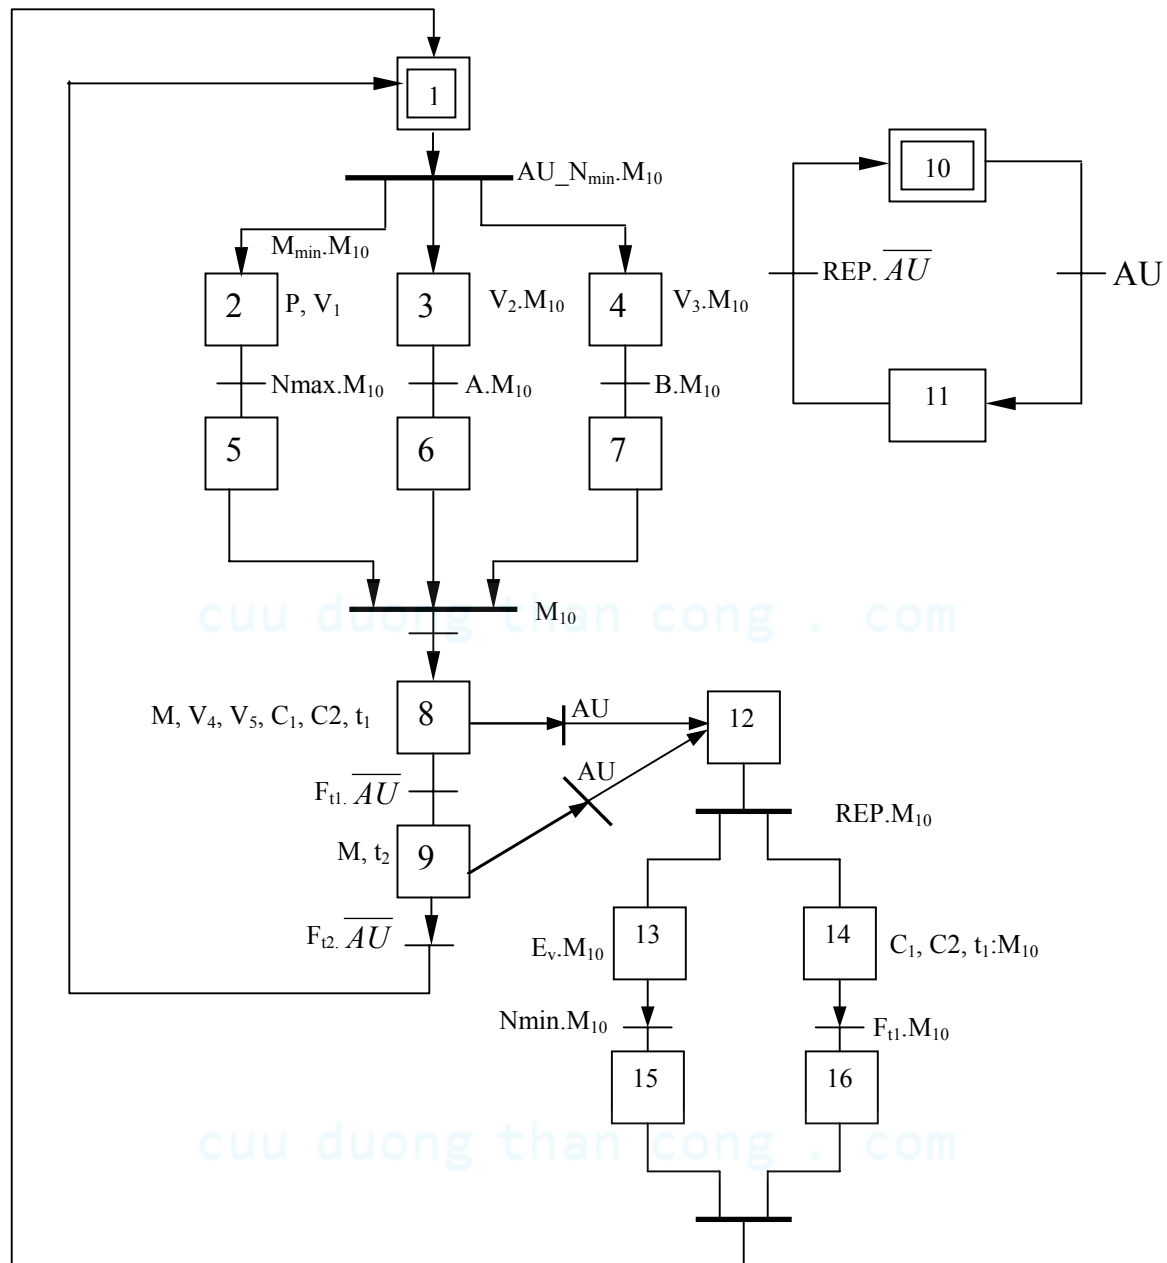 1
AU_Nmin.M10
10
Mmin.M10
REP. A̅U̅
AU
2
P, V1
3
V2.M10
4
V3.M10
Nmax.M10
A.M10
B.M10
11
5
6
7
cuu duong than cong . com
M10
M, V4, V5, C1, C2, t1
8
AU
12
Ft1. A̅U̅
AU
REP.M10
M, t2
9
Ft2. A̅U̅
13
14
Ev.M10
C1, C2, t1:M10
Nmin.M10
Ft1.M10
15
16
cuu duong than cong . com